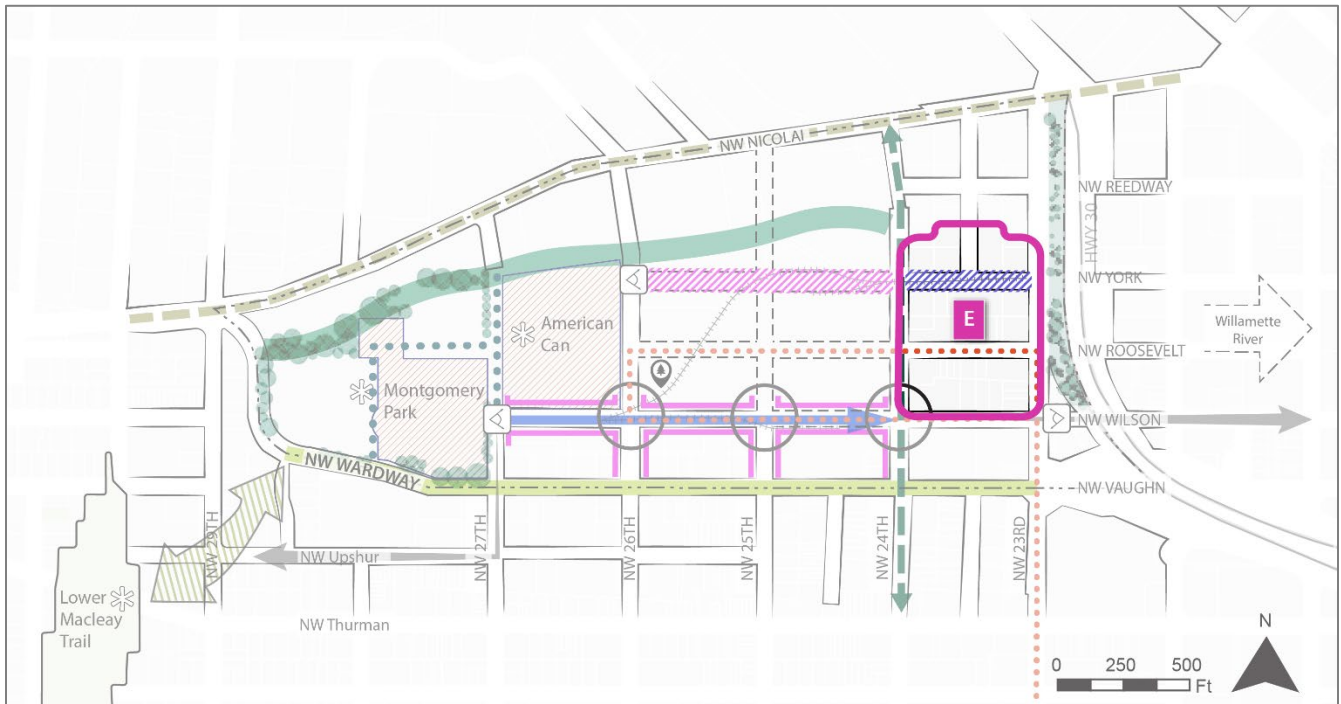 NW NICOLAI
NW REEDWAY
HWY 30
NW YORK
E
Willamette
River
American
Can
NW ROOSEVELT
Montgomery
Park
NW WILSON
NW WARDWAY
NW VAUGHN
NW 29TH
NW 27TH
NW 26TH
NW 25TH
NW 24TH
NW 23RD
NW Upshur
Lower
Macleay
Trail
NW Thurman
N
0 250 500
Ft